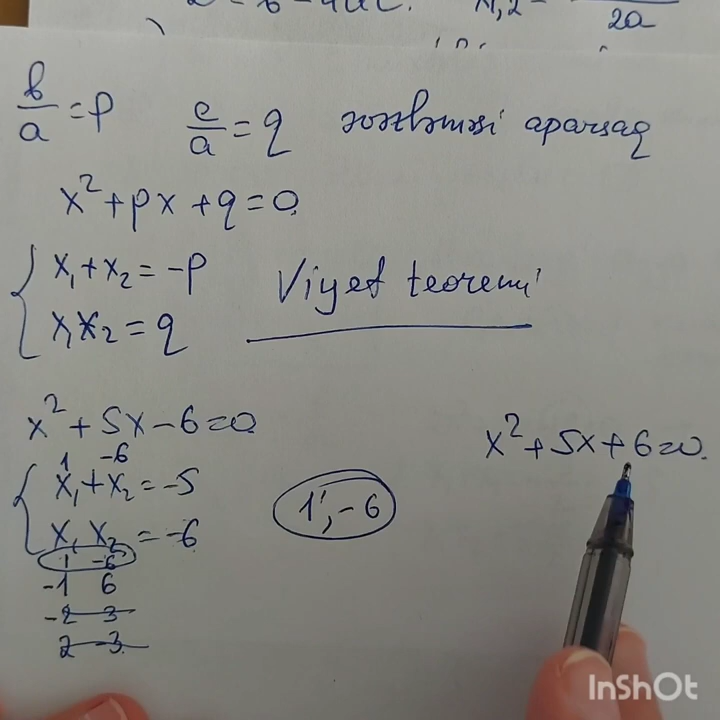 2a
b/a = p c/a = q əvəzləməsi aparsaq
x² + px + q = 0
x₁ + x₂ = -p
x₁x₂ = q
Viyet teoremi
x² + 5x - 6 = 0
1 -6
x₁ + x₂ = -5
x₁ x₂ = -6
1 -6
-1 6
-2 3
2 -3
1; -6
x² + 5x + 6 = 0.
InShOt